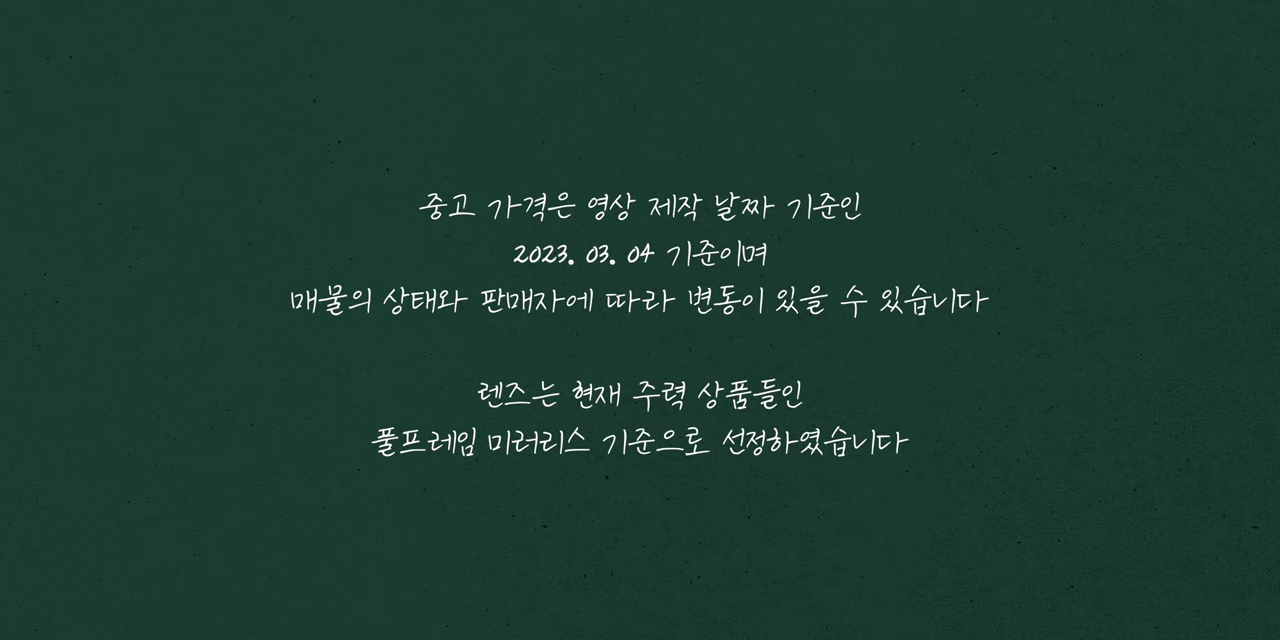 중고 가격은 영상 제작 날짜 기준인
2023. 03. 04 기준이며
매물의 상태와 판매자에 따라 변동이 있을 수 있습니다
렌즈는 현재 주력 상품들인
풀프레임 미러리스 기준으로 선정하였습니다